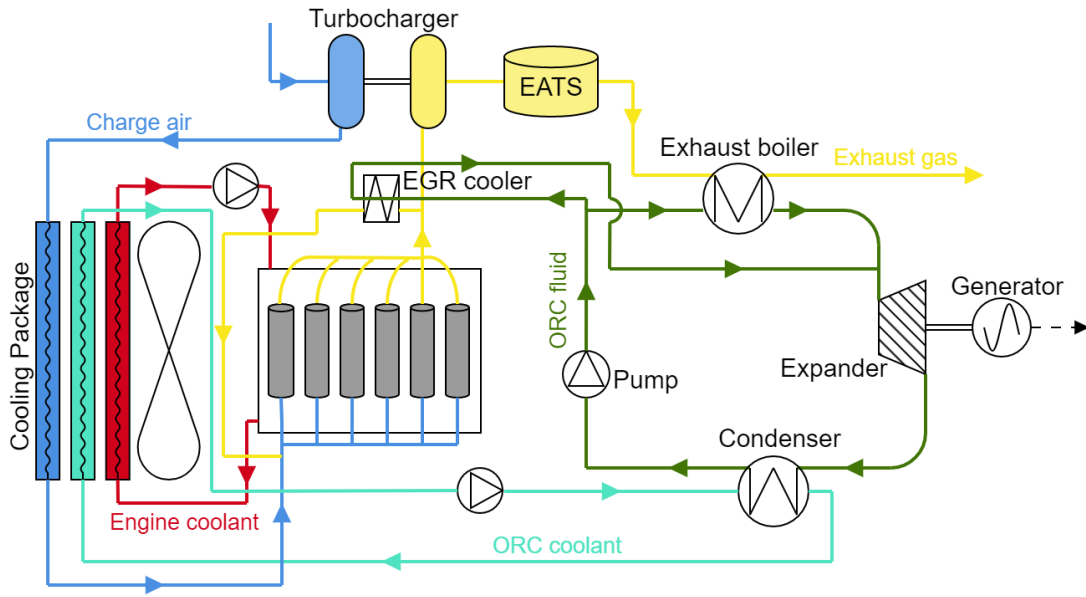 Turbocharger
EATS
Charge air
Exhaust boiler
Exhaust gas
EGR cooler
ORC fluid
Generator
Cooling Package
Pump
Expander
Condenser
Engine coolant
ORC coolant